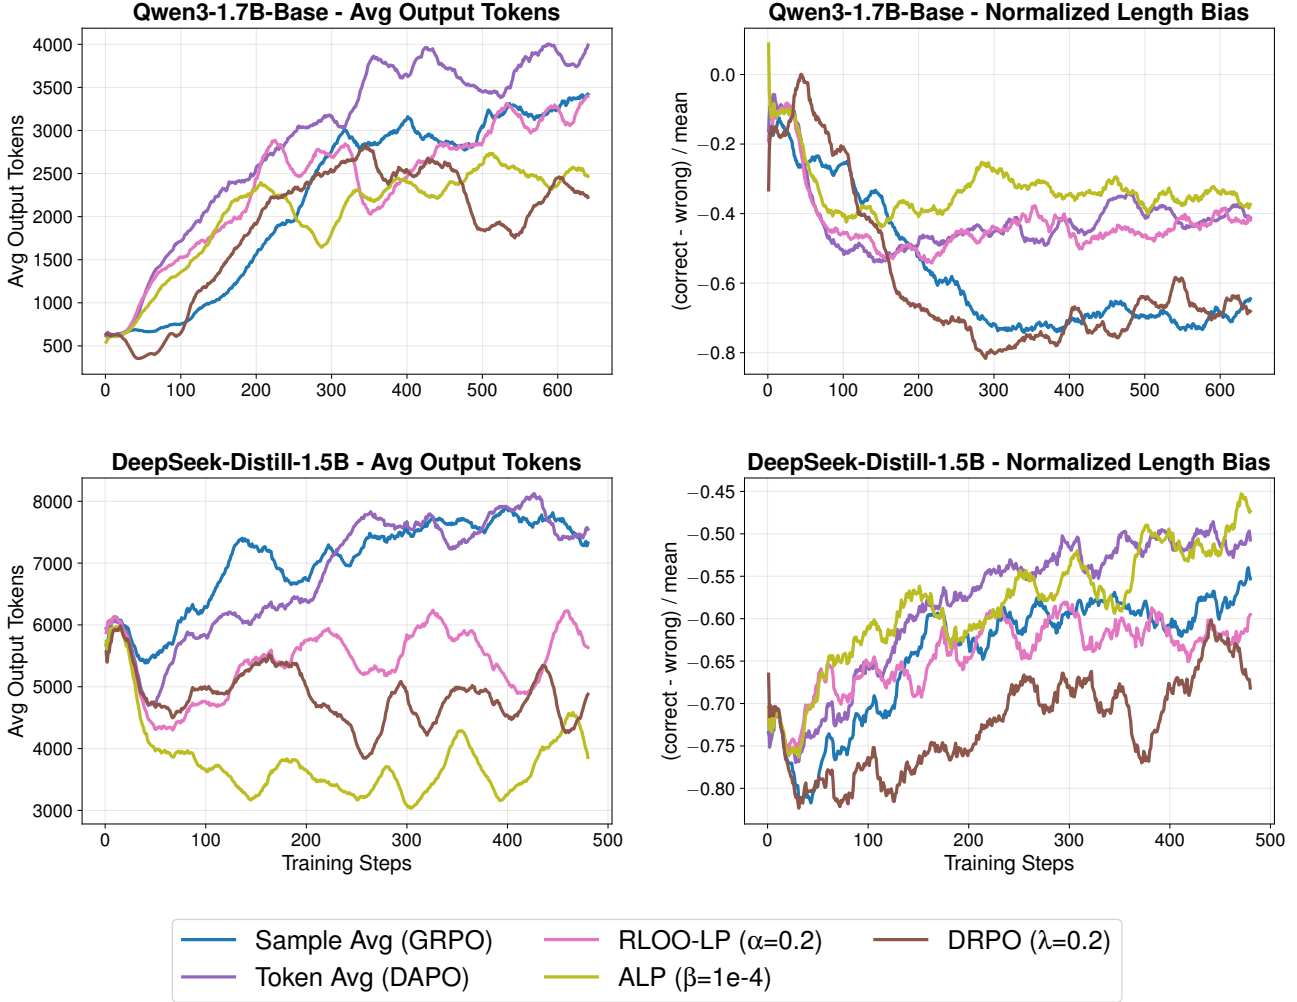 Qwen3-1.7B-Base - Avg Output Tokens
Avg Output Tokens
4000
3500
3000
2500
2000
1500
1000
500
0 100 200 300 400 500 600
Qwen3-1.7B-Base - Normalized Length Bias
(correct - wrong) / mean
0.0
−0.2
−0.4
−0.6
−0.8
0 100 200 300 400 500 600
DeepSeek-Distill-1.5B - Avg Output Tokens
Avg Output Tokens
8000
7000
6000
5000
4000
3000
0 100 200 300 400 500
Training Steps
DeepSeek-Distill-1.5B - Normalized Length Bias
(correct - wrong) / mean
−0.45
−0.50
−0.55
−0.60
−0.65
−0.70
−0.75
−0.80
0 100 200 300 400 500
Training Steps
Sample Avg (GRPO)
Token Avg (DAPO)
RLOO-LP (α=0.2)
ALP (β=1e-4)
DRPO (λ=0.2)